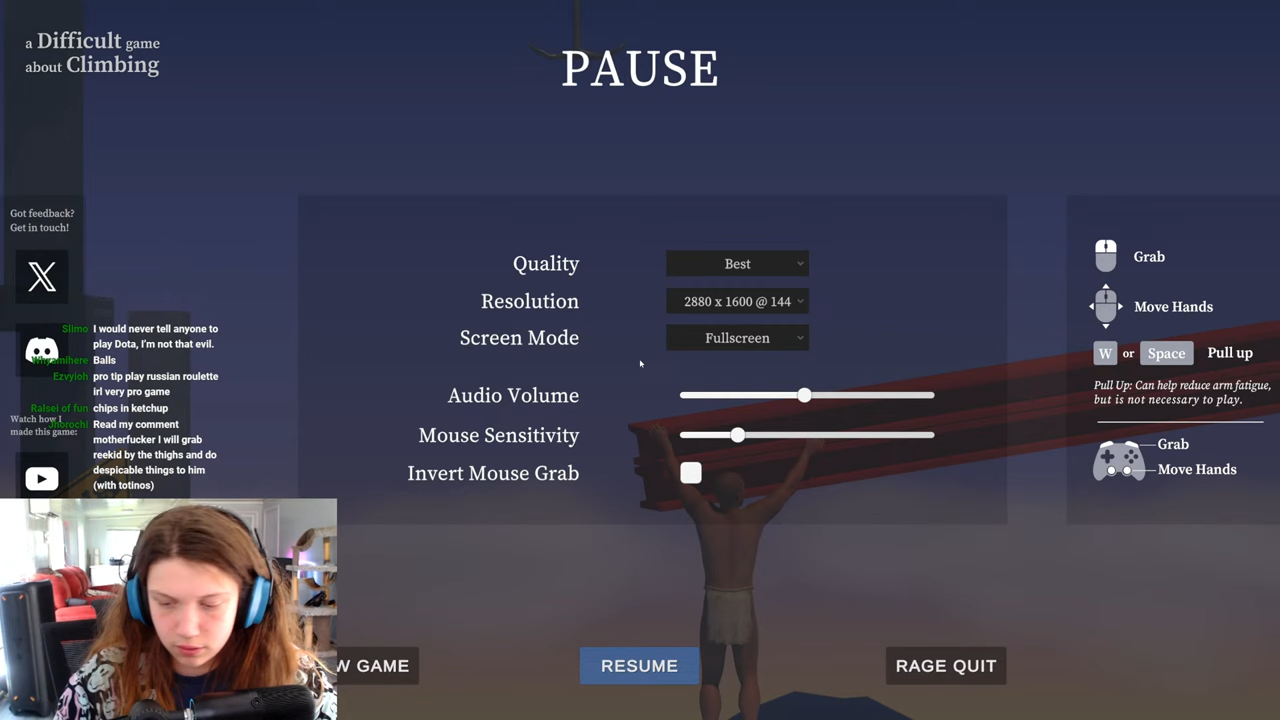 a Difficult game
about Climbing
PAUSE
Got feedback?
Get in touch!
Quality
Best
Resolution
2880 x 1600 @ 144
Screen Mode
Fullscreen
Audio Volume
Mouse Sensitivity
Invert Mouse Grab
Grab
Move Hands
W or Space Pull up
Pull Up: Can help reduce arm fatigue,
but is not necessary to play.
Grab
Move Hands
Slimo I would never tell anyone to
play Dota, I'm not that evil.
Whyamihere Balls
Ezvyioh pro tip play russian roulette
irl very pro game
Ralsei of fun chips in ketchup
Read my comment
motherfucker I will grab
reekid by the thighs and do
despicable things to him
(with totinos)
Watch how I
made this game:
W GAME
RESUME
RAGE QUIT